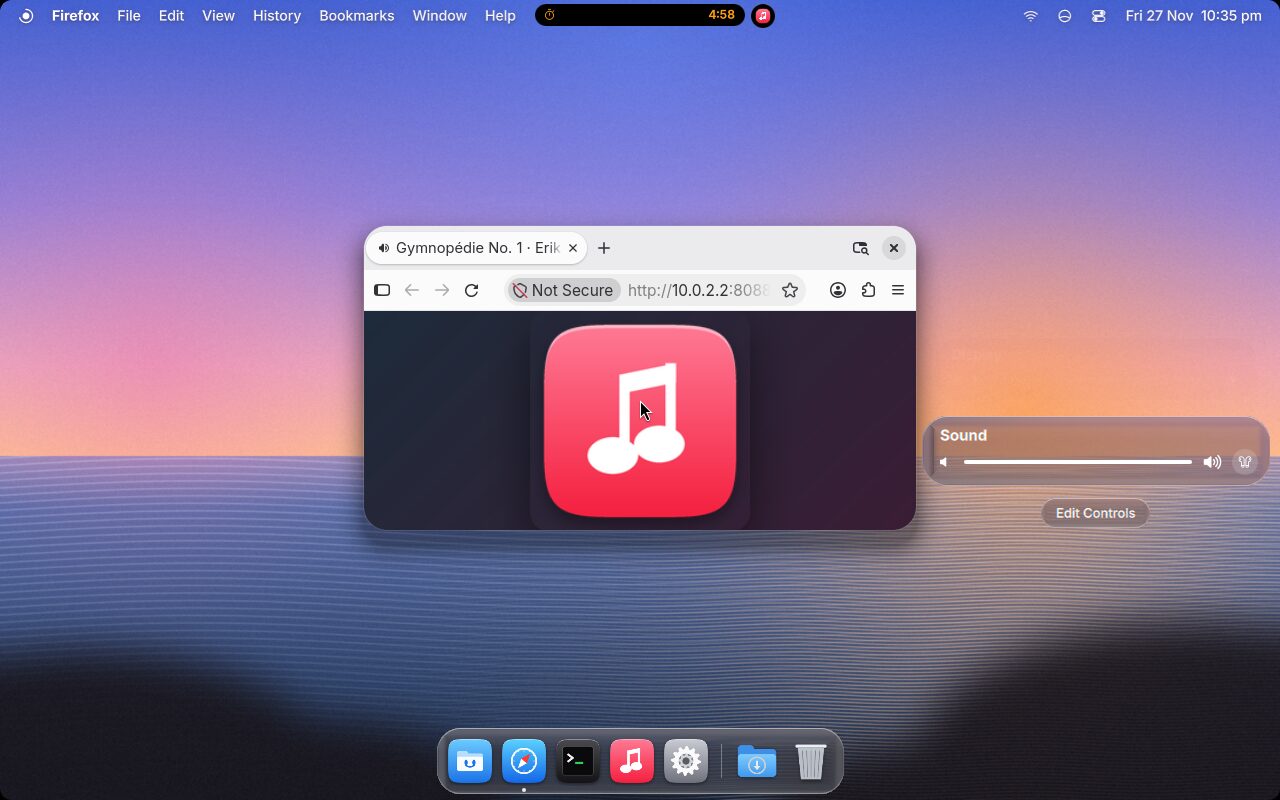 Firefox File Edit View History Bookmarks Window Help 4:58 Fri 27 Nov 10:35 pm
Gymnopédie No. 1 · Erik
Not Secure http://10.0.2.2:8088
Sound
Edit Controls